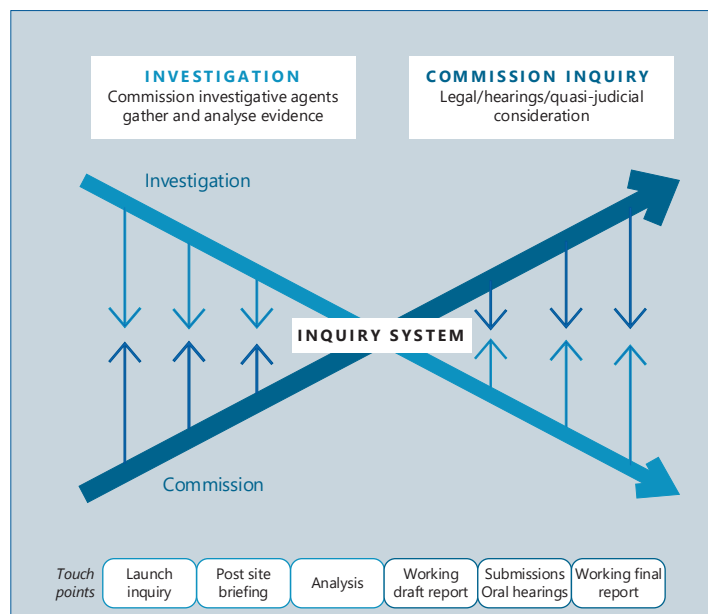 INVESTIGATION
Commission investigative agents
gather and analyse evidence
COMMISSION INQUIRY
Legal/hearings/quasi-judicial
consideration
Investigation
INQUIRY SYSTEM
Commission
Touch
points
Launch
inquiry
Post site
briefing
Analysis
Working
draft report
Submissions
Oral hearings
Working final
report